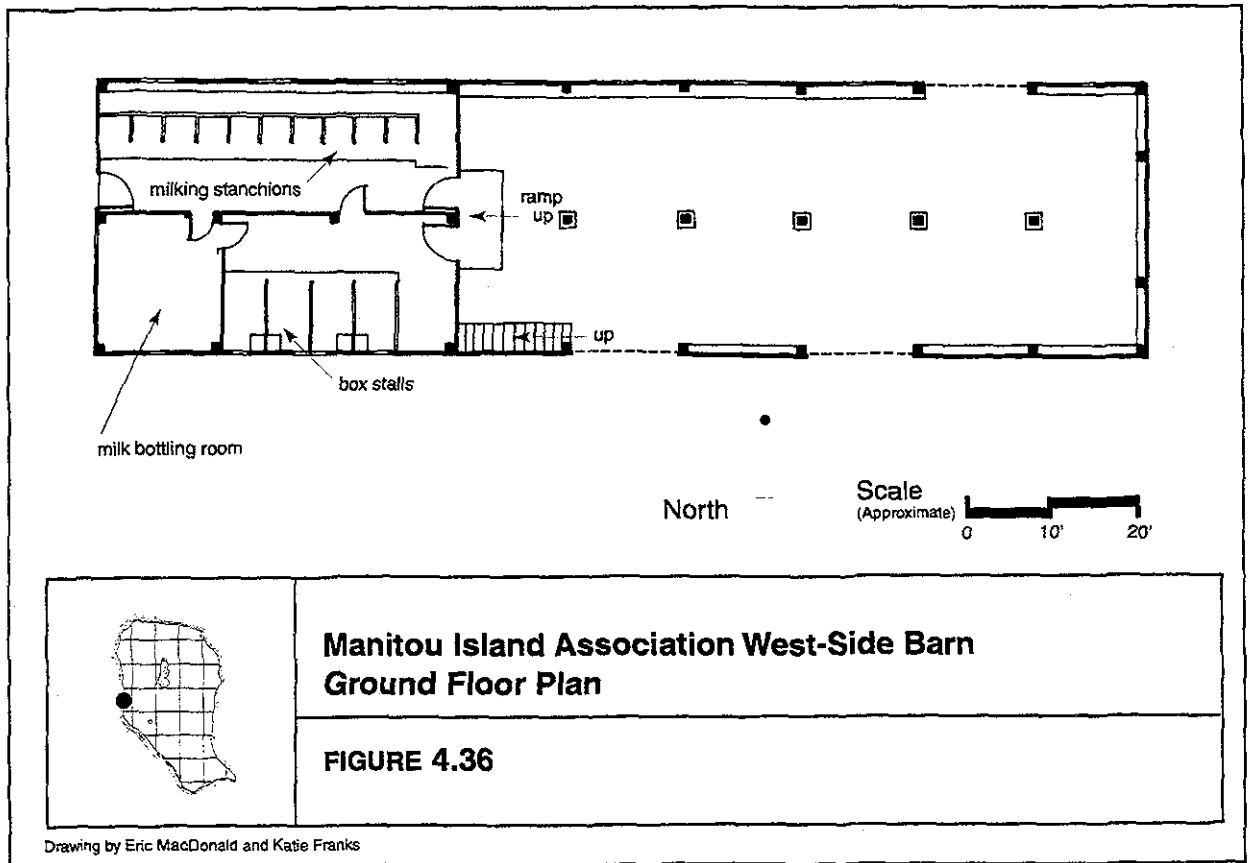 milking stanchions
ramp
up
up
box stalls
milk bottling room
North
Scale
(Approximate)
0 10' 20'
Manitou Island Association West-Side Barn
Ground Floor Plan
FIGURE 4.36
Drawing by Eric MacDonald and Katie Franks